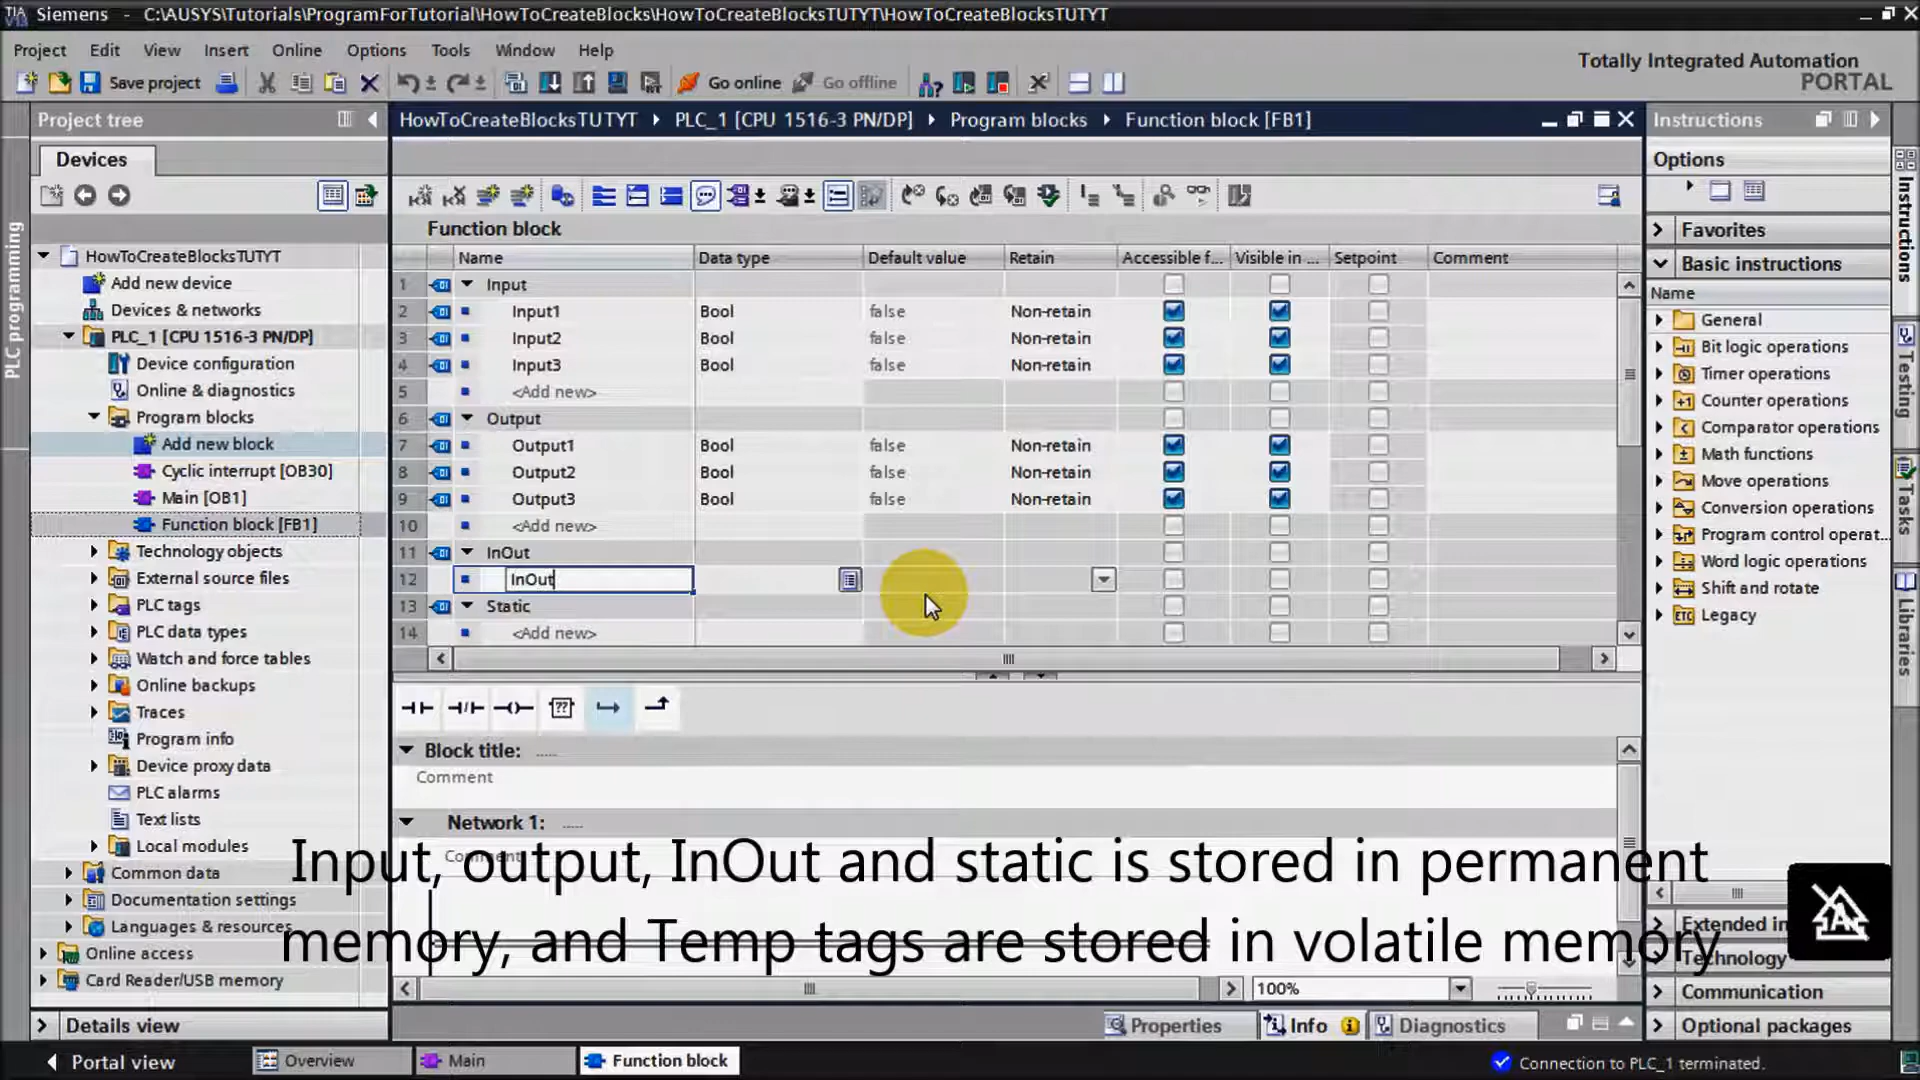 Siemens - C:\AUSYS\Tutorials\ProgramForTutorial\HowToCreateBlocks\HowToCreateBlocksTUTYT\HowToCreateBlocksTUTYT
Project Edit View Insert Online Options Tools Window Help
Totally Integrated Automation
PORTAL
Save project Go online Go offline
Project tree
HowToCreateBlocksTUTYT PLC_1 [CPU 1516-3 PN/DP] Program blocks Function block [FB1]
Instructions
Devices
Options
PLC programming
HowToCreateBlocksTUTYT
Add new device
Devices & networks
PLC_1 [CPU 1516-3 PN/DP]
Device configuration
Online & diagnostics
Program blocks
Add new block
Cyclic interrupt [OB30]
Main [OB1]
Function block [FB1]
Technology objects
External source files
PLC tags
PLC data types
Watch and force tables
Online backups
Traces
Program info
Device proxy data
PLC alarms
Text lists
Local modules
Common data
Documentation settings
Languages & resources
Online access
Card Reader/USB memory
Details view
Function block
Name Data type Default value Retain Accessible f... Visible in ... Setpoint Comment
1 Input
2 Input1 Bool false Non-retain
3 Input2 Bool false Non-retain
4 Input3 Bool false Non-retain
5 <Add new>
6 Output
7 Output1 Bool false Non-retain
8 Output2 Bool false Non-retain
9 Output3 Bool false Non-retain
10 <Add new>
11 InOut
12 InOut
13 Static
14 <Add new>
Block title: .....
Comment
Network 1: .....
Comment
Input, output, InOut and static is stored in permanent
memory, and Temp tags are stored in volatile memory
100%
Properties Info Diagnostics
Favorites
Basic instructions
Name
General
Bit logic operations
Timer operations
Counter operations
Comparator operations
Math functions
Move operations
Conversion operations
Program control operat...
Word logic operations
Shift and rotate
Legacy
Extended in
Technology
Communication
Optional packages
Instructions
Testing
Tasks
Libraries
Portal view Overview Main Function block
Connection to PLC_1 terminated.